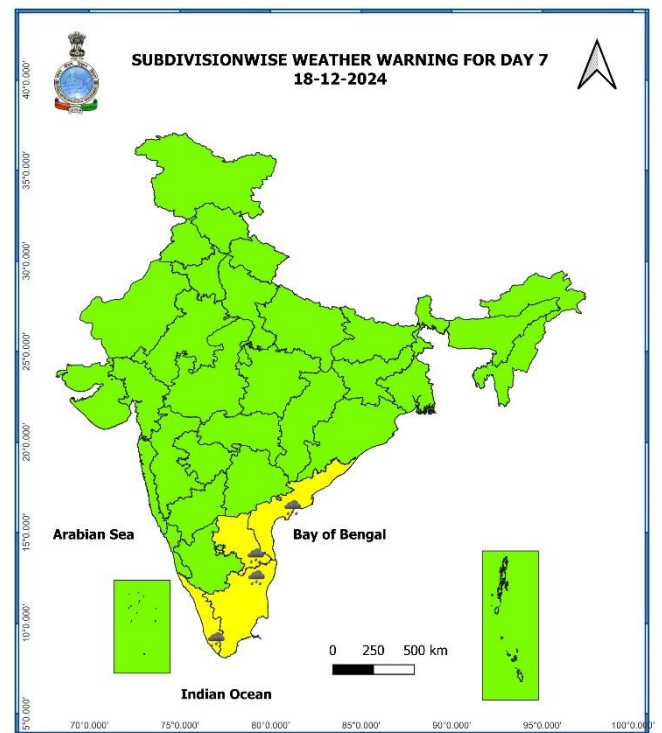 SUBDIVISIONWISE WEATHER WARNING FOR DAY 7
18-12-2024
40°0.000'
35°0.000'
30°0.000'
25°0.000'
20°0.000'
15°0.000'
10°0.000'
5°0.000'
Arabian Sea
Bay of Bengal
0 250 500 km
Indian Ocean
70°0.000' 75°0.000' 80°0.000' 85°0.000' 90°0.000' 95°0.000' 100°0.000'